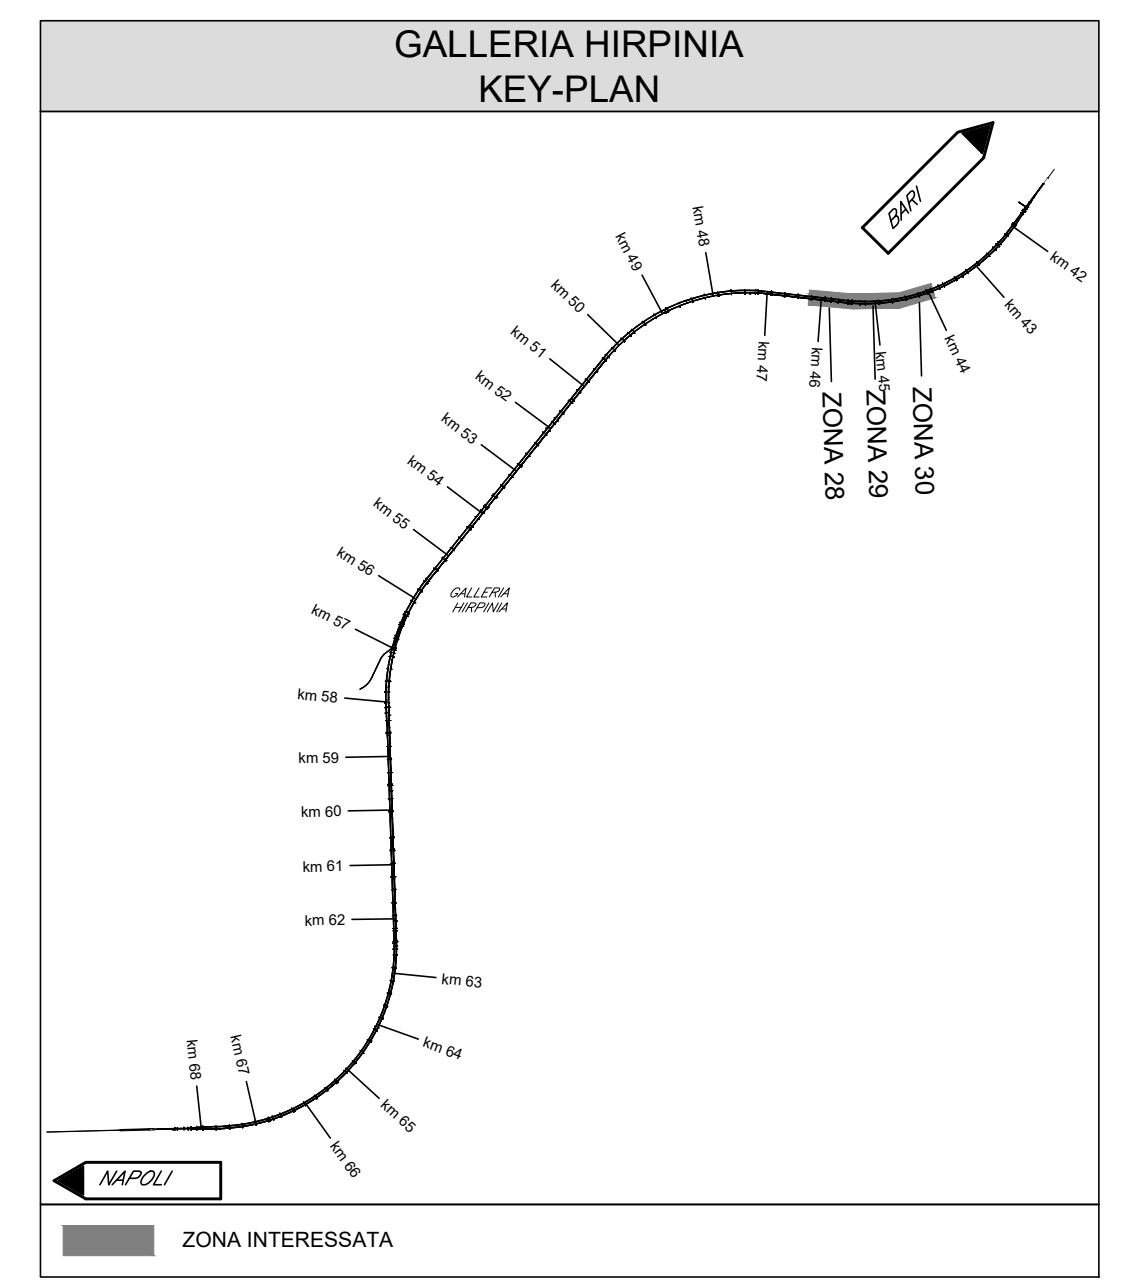 GALLERIA HIRPINIA
KEY-PLAN
BARI
km 42
km 43
km 44
km 45
km 46
km 47
km 48
km 49
km 50
km 51
km 52
km 53
km 54
km 55
km 56
km 57
km 58
km 59
km 60
km 61
km 62
km 63
km 64
km 65
km 66
km 67
km 68
ZONA 28
ZONA 29
ZONA 30
GALLERIA
HIRPINIA
NAPOLI
ZONA INTERESSATA